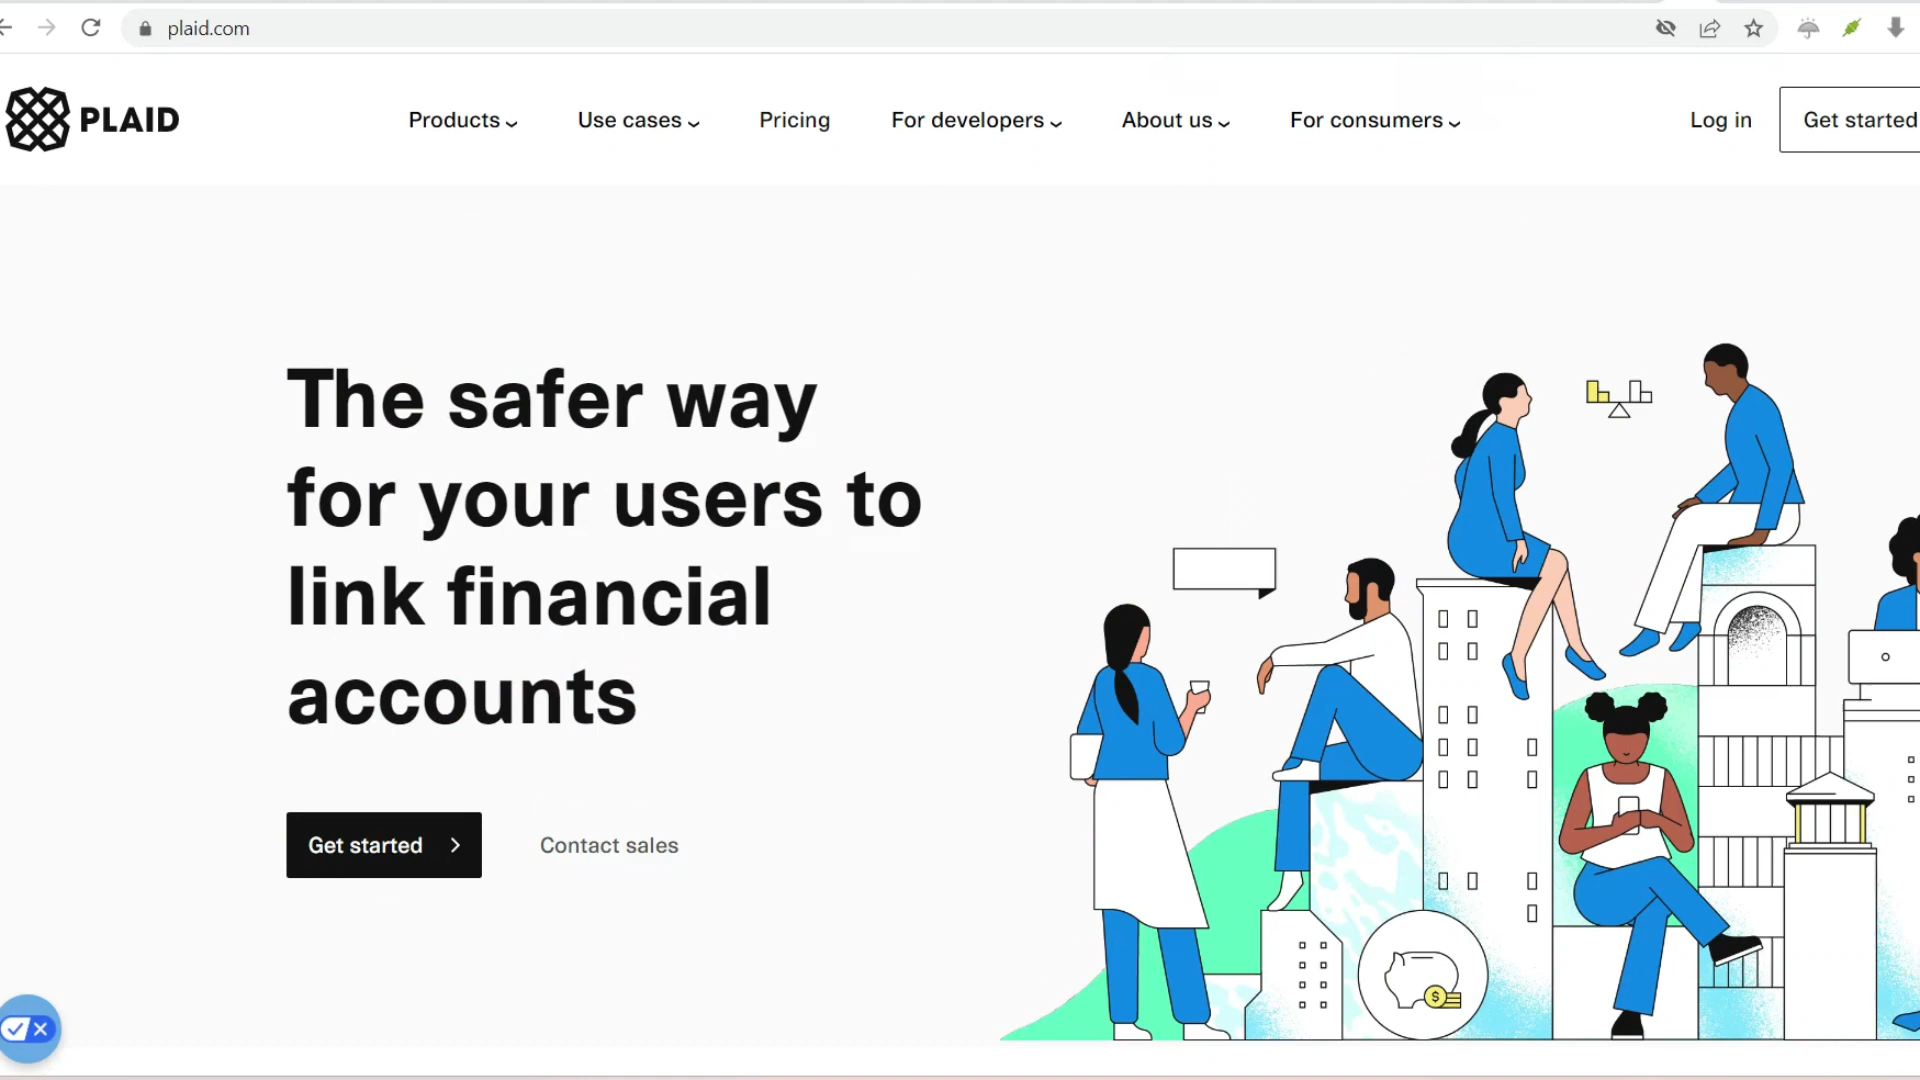 plaid.com
PLAID
Products
Use cases
Pricing
For developers
About us
For consumers
Log in
Get started
The safer way
for your users to
link financial
accounts
Get started
Contact sales
$